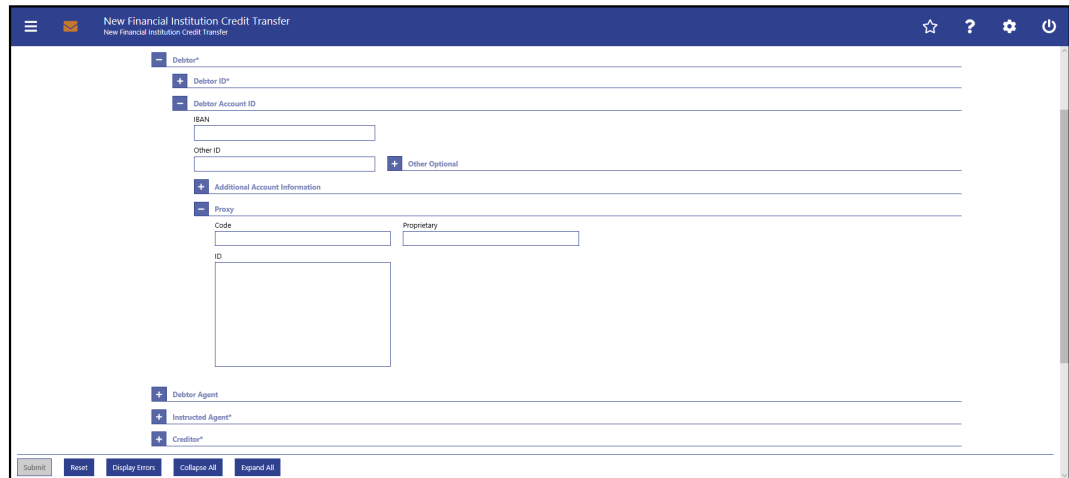 New Financial Institution Credit Transfer
New Financial Institution Credit Transfer
Debtor*
Debtor ID*
Debtor Account ID
IBAN
Other ID
Other Optional
Additional Account Information
Proxy
Code Proprietary
ID
Debtor Agent
Instructed Agent*
Creditor*
Submit Reset Display Errors Collapse All Expand All